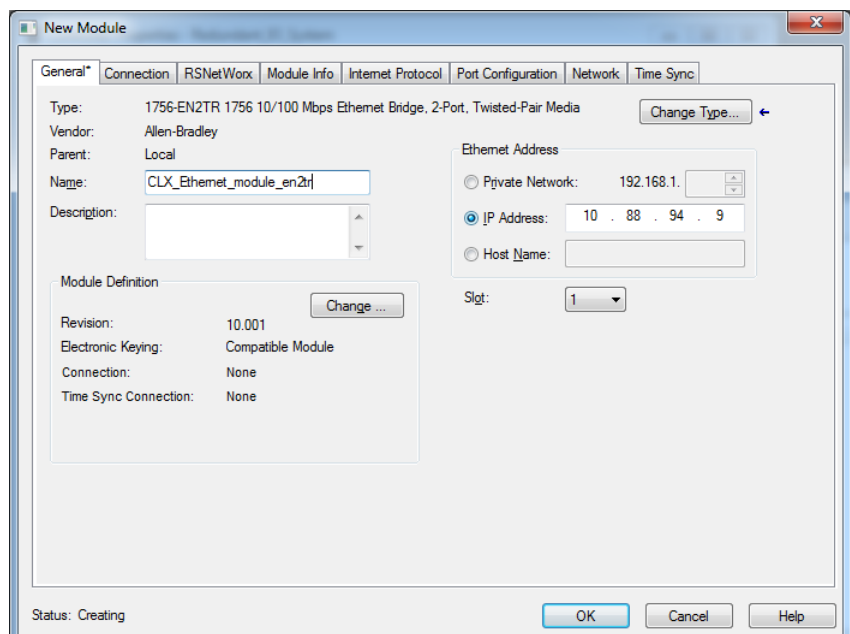 New Module
General* Connection RSNetWorx Module Info Internet Protocol Port Configuration Network Time Sync
Type: 1756-EN2TR 1756 10/100 Mbps Ethernet Bridge, 2-Port, Twisted-Pair Media
Change Type...
Vendor: Allen-Bradley
Parent: Local
Name: CLX_Ethernet_module_en2tr
Description:
Ethernet Address
Private Network: 192.168.1.
IP Address: 10 . 88 . 94 . 9
Host Name:
Slot: 1
Module Definition
Change ...
Revision: 10.001
Electronic Keying: Compatible Module
Connection: None
Time Sync Connection: None
Status: Creating
OK Cancel Help